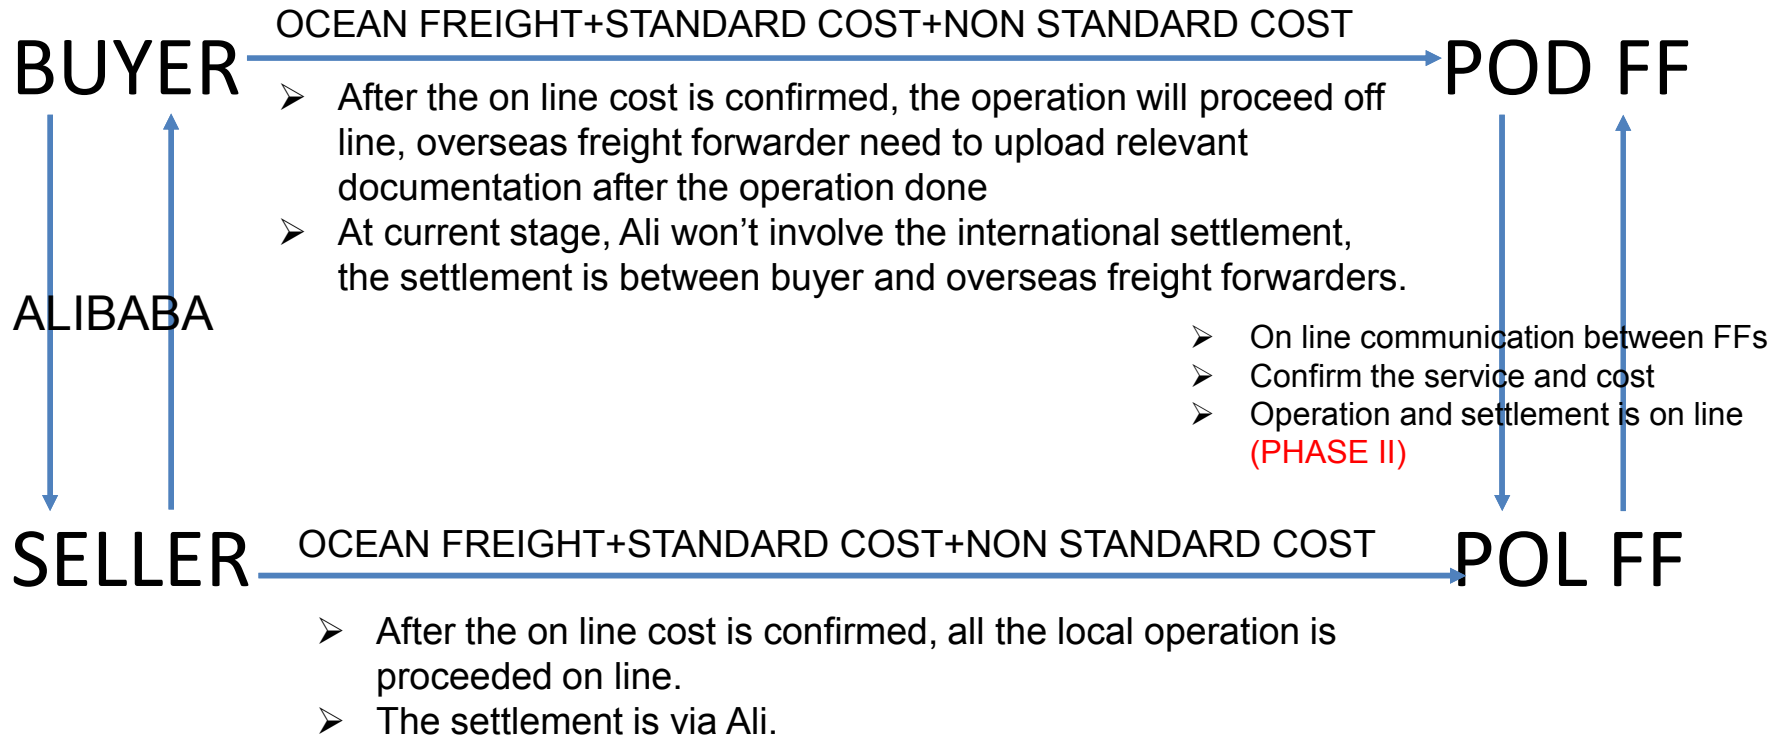 OCEAN FREIGHT+STANDARD COST+NON STANDARD COST
BUYER
POD FF
➢ After the on line cost is confirmed, the operation will proceed off
line, overseas freight forwarder need to upload relevant
documentation after the operation done
➢ At current stage, Ali won’t involve the international settlement,
the settlement is between buyer and overseas freight forwarders.
ALIBABA
➢ On line communication between FFs
➢ Confirm the service and cost
➢ Operation and settlement is on line
(PHASE II)
SELLER
OCEAN FREIGHT+STANDARD COST+NON STANDARD COST
POL FF
➢ After the on line cost is confirmed, all the local operation is
proceeded on line.
➢ The settlement is via Ali.